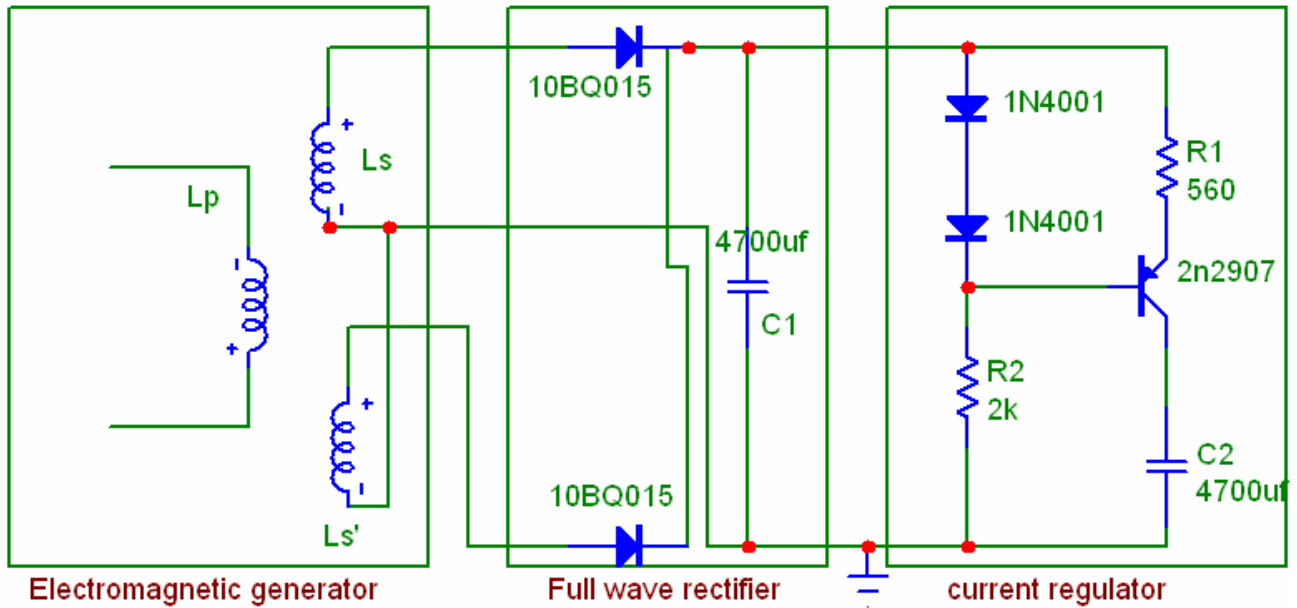 10BQ015
1N4001
Ls
R1
560
Lp
1N4001
4700uf
2n2907
C1
R2
2k
C2
4700uf
10BQ015
Ls'
Electromagnetic generator
Full wave rectifier
current regulator